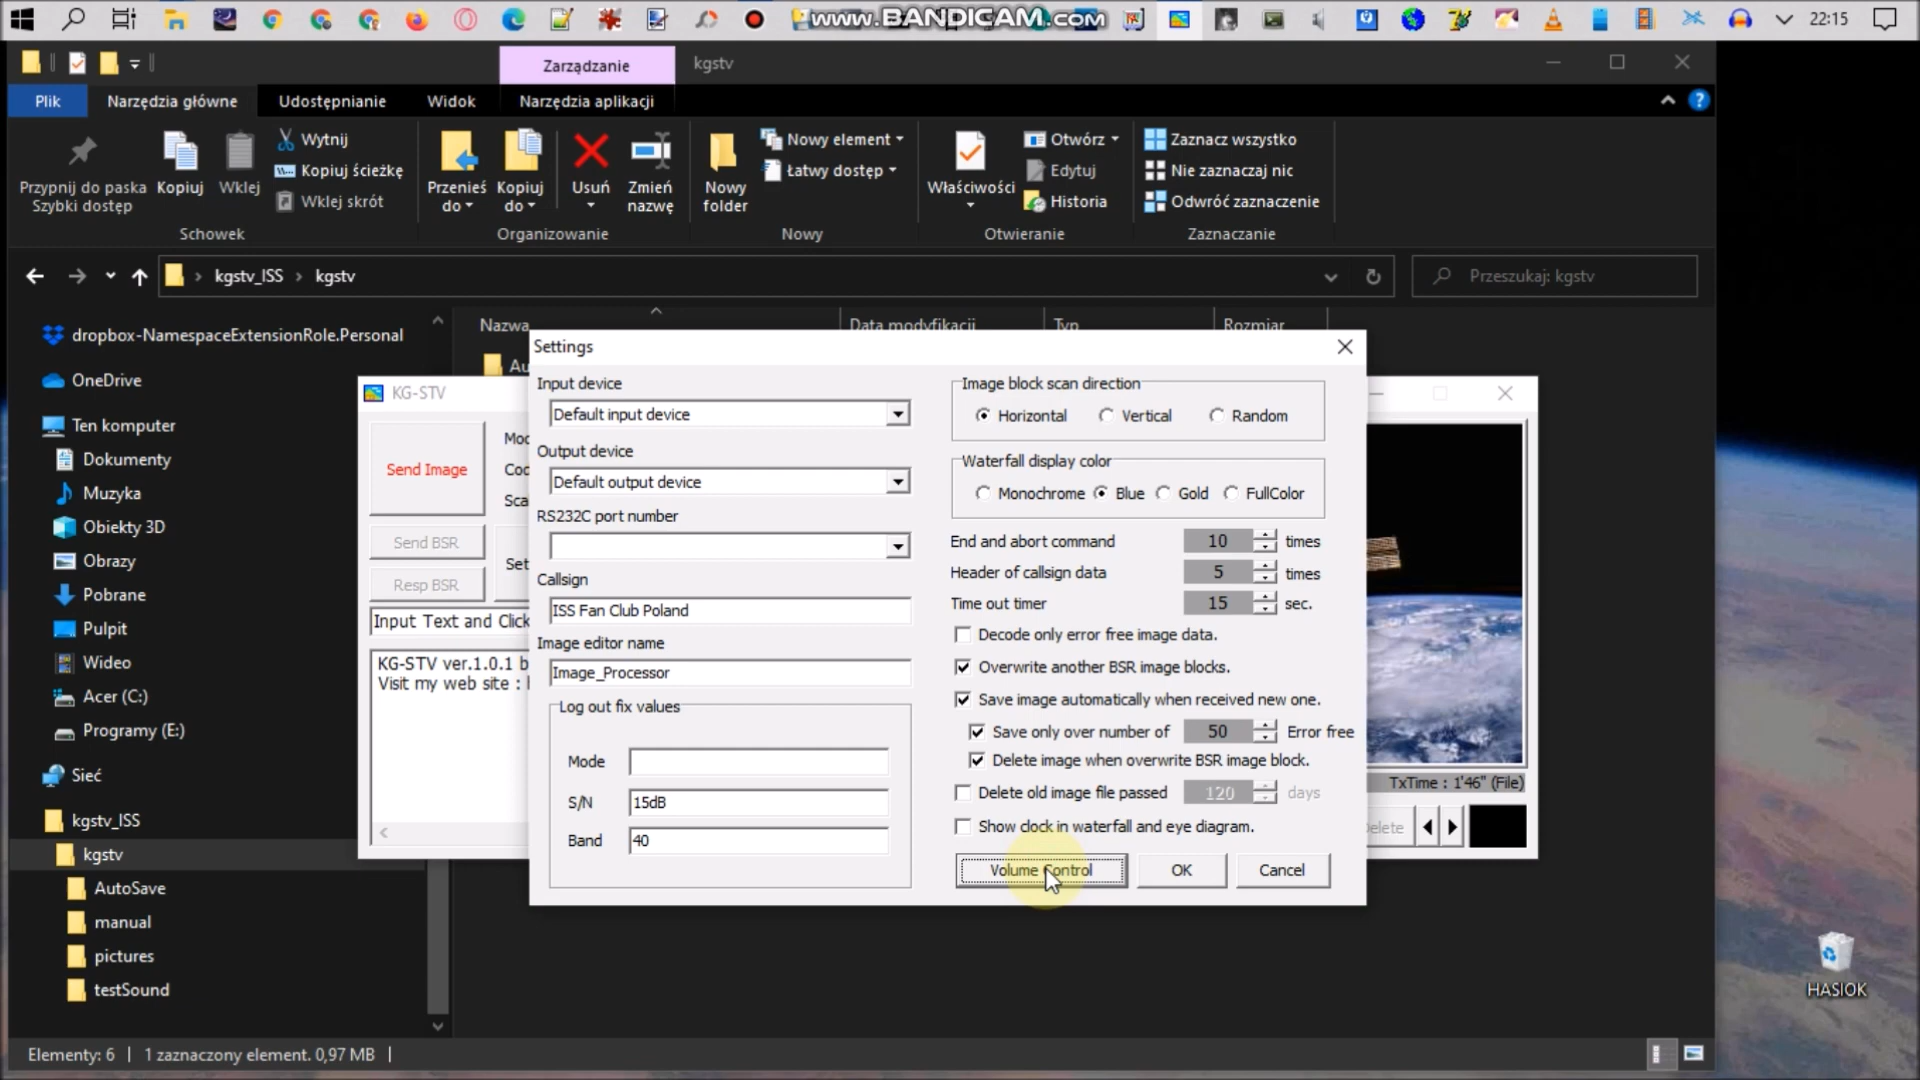 www.BANDICAM.com
22:15
Zarządzanie
kgstv
Plik
Narzędzia główne
Udostępnianie
Widok
Narzędzia aplikacji
Przypnij do paska
Szybki dostęp
Kopiuj
Wklej
Wytnij
Kopiuj ścieżkę
Wklej skrót
Przenieś
do
Kopiuj
do
Usuń
Zmień
nazwę
Nowy
folder
Nowy element
Łatwy dostęp
Właściwości
Otwórz
Edytuj
Historia
Zaznacz wszystko
Nie zaznaczaj nic
Odwróć zaznaczenie
Schowek
Organizowanie
Nowy
Otwieranie
Zaznaczanie
kgstv_ISS
kgstv
Przeszukaj: kgstv
dropbox-NamespaceExtensionRole.Personal
OneDrive
Ten komputer
Dokumenty
Muzyka
Obiekty 3D
Obrazy
Pobrane
Pulpit
Wideo
Acer (C:)
Programy (E:)
Sieć
kgstv_ISS
kgstv
AutoSave
manual
pictures
testSound
Nazwa
Data modyfikacji
Typ
Rozmiar
Au
KG-STV
Send Image
Send BSR
Resp BSR
Mod
Cod
Sca
Set
Input Text and Click
KG-STV ver.1.0.1 b
Visit my web site : h
Settings
Input device
Default input device
Output device
Default output device
RS232C port number
Callsign
ISS Fan Club Poland
Image editor name
Image_Processor
Log out fix values
Mode
S/N
15dB
Band
40
Image block scan direction
Horizontal
Vertical
Random
Waterfall display color
Monochrome
Blue
Gold
FullColor
End and abort command
10
times
Header of callsign data
5
times
Time out timer
15
sec.
Decode only error free image data.
Overwrite another BSR image blocks.
Save image automatically when received new one.
Save only over number of
50
Error free
Delete image when overwrite BSR image block.
Delete old image file passed
120
days
Show clock in waterfall and eye diagram.
Volume Control
OK
Cancel
TxTime : 1'46" (File)
elete
HASIOK
Elementy: 6
1 zaznaczony element. 0,97 MB